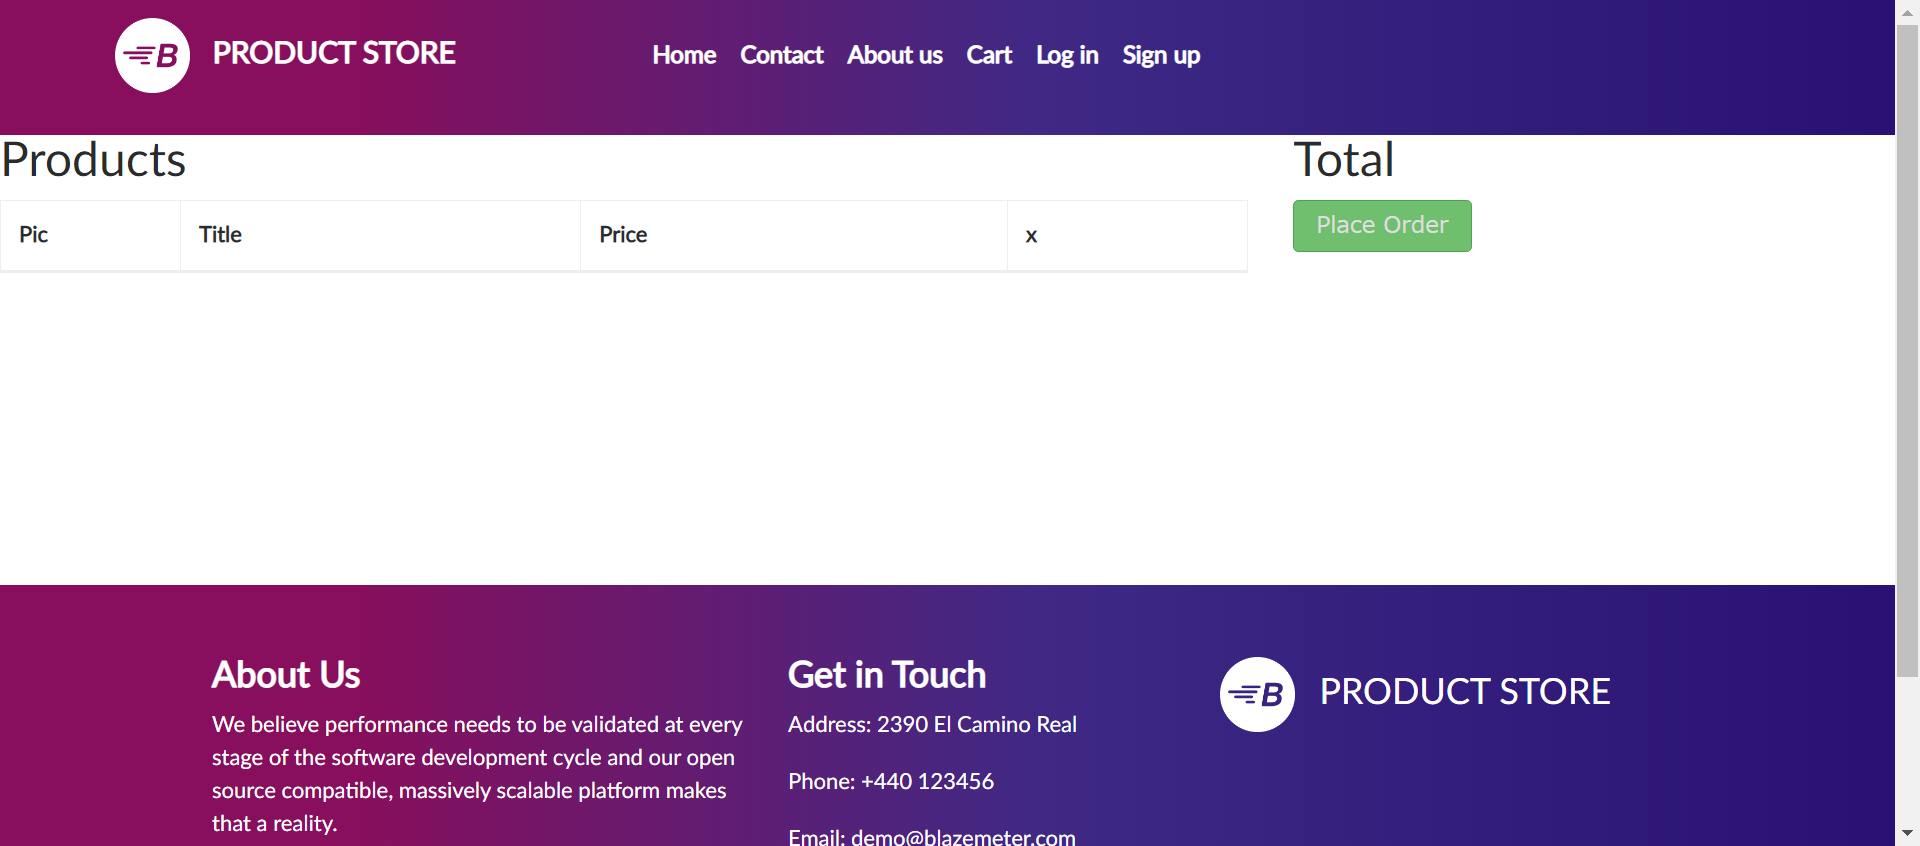 B PRODUCT STORE
Home Contact About us Cart Log in Sign up
Products
Total
Pic Title Price x
Place Order
About Us
We believe performance needs to be validated at every
stage of the software development cycle and our open
source compatible, massively scalable platform makes
that a reality.
Get in Touch
Address: 2390 El Camino Real
Phone: +440 123456
Email: demo@blazemeter.com
B PRODUCT STORE